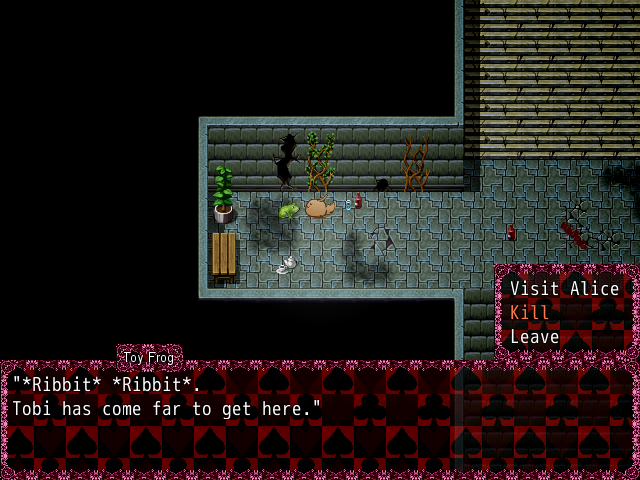 Visit Alice
Kill
Leave
Toy Frog
"*Ribbit* *Ribbit*.
Tobi has come far to get here."